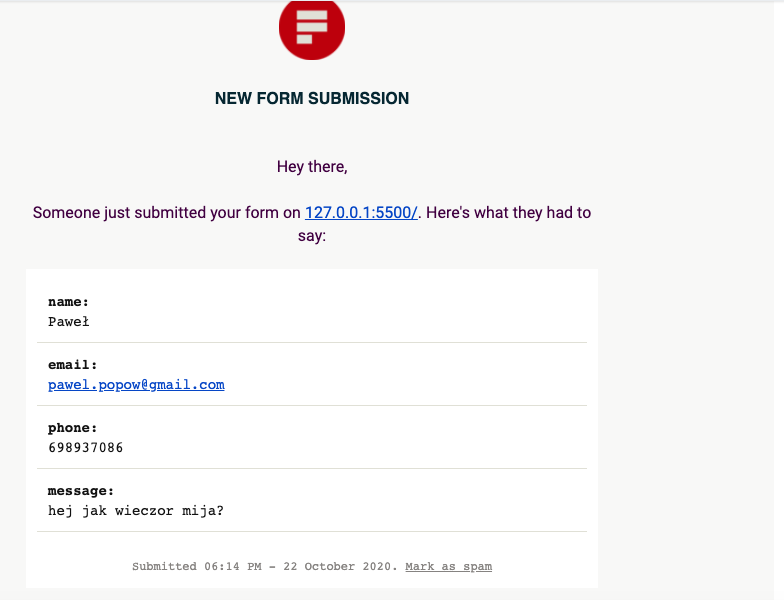 NEW FORM SUBMISSION
Hey there,
Someone just submitted your form on 127.0.0.1:5500/. Here's what they had to
say:
name:
Paweł
email:
pawel.popow@gmail.com
phone:
698937086
message:
hej jak wieczor mija?
Submitted 06:14 PM - 22 October 2020. Mark as spam